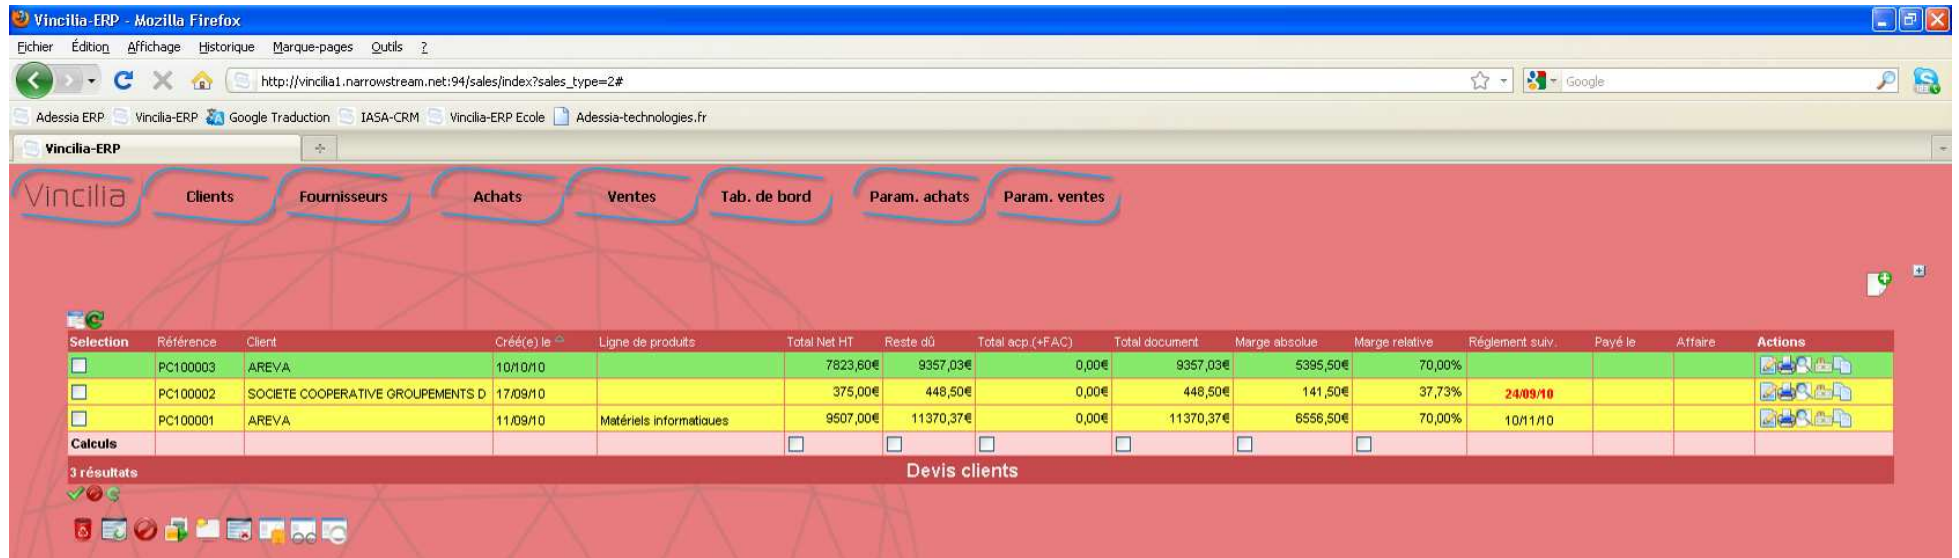 Vincilia-ERP - Mozilla Firefox
Fichier Édition Affichage Historique Marque-pages Outils ?
http://vincilia1.narrowstream.net:94/sales/index?sales_type=2# Google
Adessia ERP Vincilia-ERP Google Traduction IASA-CRM Vincilia-ERP Ecole Adessia-technologies.fr
Vincilia-ERP
Vincilia Clients Fournisseurs Achats Ventes Tab. de bord Param. achats Param. ventes
Selection Référence Client Créé(e) le Ligne de produits Total Net HT Reste dû Total acp.(+FAC) Total document Marge absolue Marge relative Réglement suiv. Payé le Affaire Actions
PC100003 AREVA 10/10/10 7823,60€ 9357,03€ 0,00€ 9357,03€ 5395,50€ 70,00%
PC100002 SOCIETE COOPERATIVE GROUPEMENTS D 17/09/10 375,00€ 448,50€ 0,00€ 448,50€ 141,50€ 37,73% 24/09/10
PC100001 AREVA 11/09/10 Matériels informatiques 9507,00€ 11370,37€ 0,00€ 11370,37€ 6556,50€ 70,00% 10/11/10
Calculs
3 résultats Devis clients